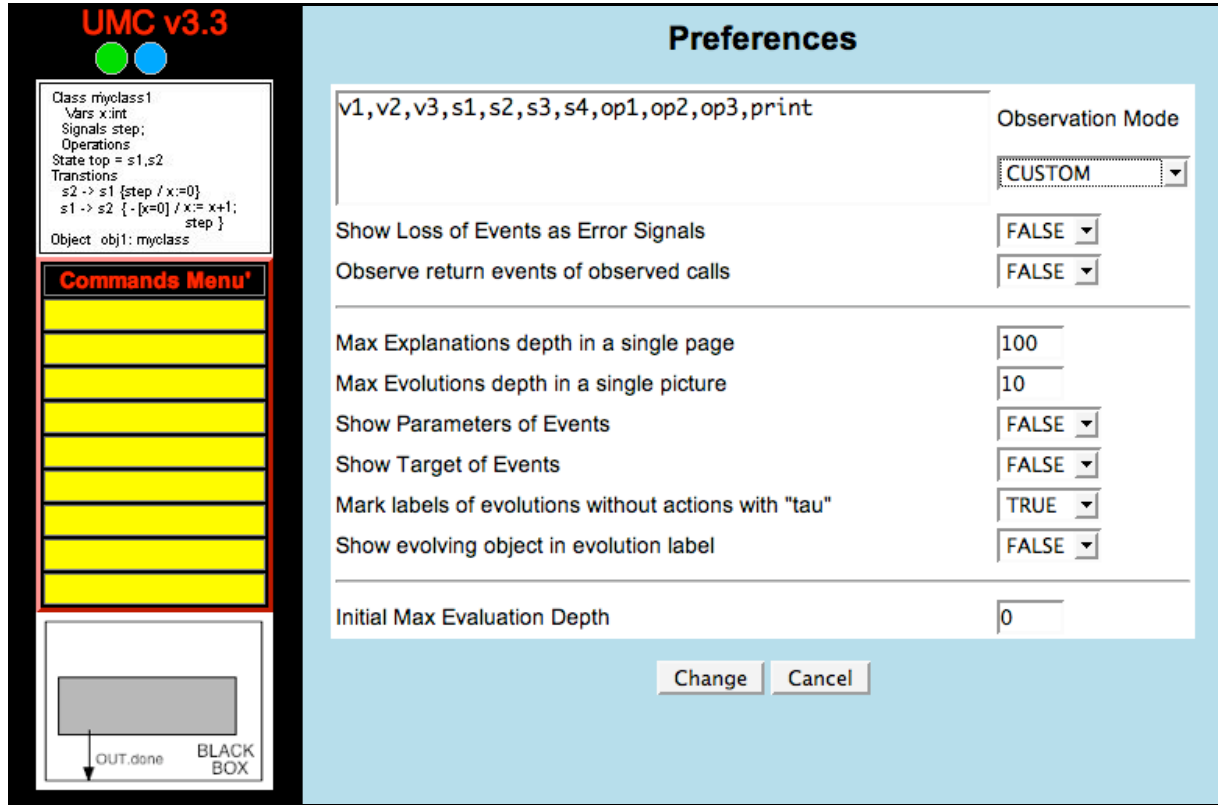 UMC v3.3
Class myclass1
Vars x:int
Signals step;
Operations
State top = s1,s2
Transtions
s2 -> s1 {step / x:=0}
s1 -> s2 { - [x=0] / x:= x+1;
step }
Object obj1: myclass
Commands Menu'
OUT.done
BLACK
BOX
Preferences
v1,v2,v3,s1,s2,s3,s4,op1,op2,op3,print
Observation Mode
CUSTOM
Show Loss of Events as Error Signals FALSE
Observe return events of observed calls FALSE
Max Explanations depth in a single page 100
Max Evolutions depth in a single picture 10
Show Parameters of Events FALSE
Show Target of Events FALSE
Mark labels of evolutions without actions with "tau" TRUE
Show evolving object in evolution label FALSE
Initial Max Evaluation Depth 0
Change Cancel